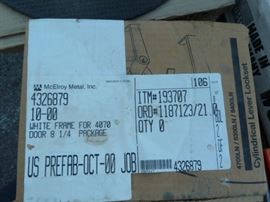 McElroy Metal, Inc.
4326879
10-00
WHITE FRAME FOR 4070
DOOR 8 1/4 PACKAGE
US PREFAB-OCT-00 JOB
106
ITM#193707
ORD#1187123/21
QTY 0
4326879
Cylindrical Lever Lockset